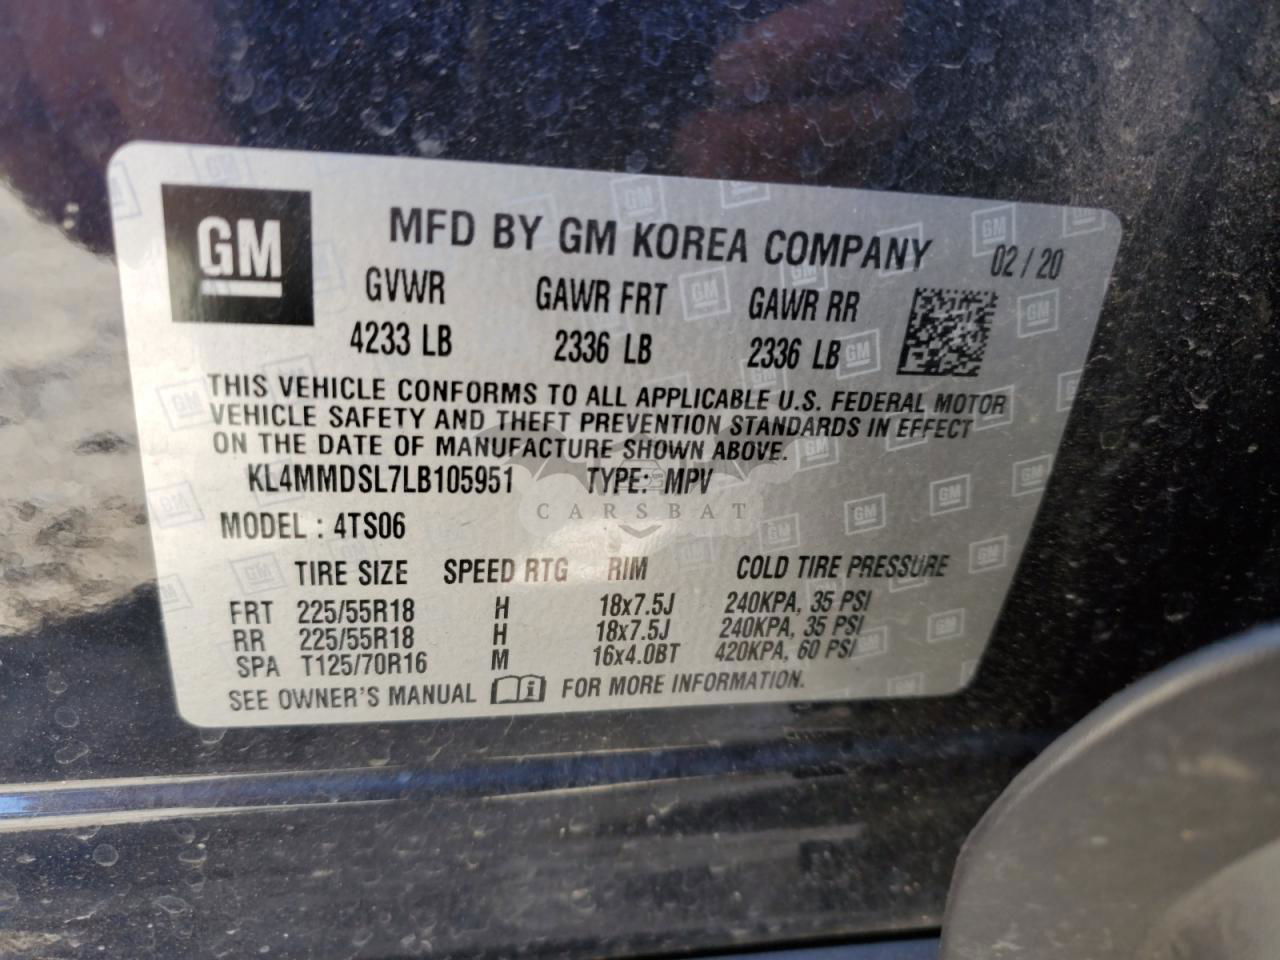 GM
MFD BY GM KOREA COMPANY 02/20
GVWR GAWR FRT GAWR RR
4233 LB 2336 LB 2336 LB
THIS VEHICLE CONFORMS TO ALL APPLICABLE U.S. FEDERAL MOTOR
VEHICLE SAFETY AND THEFT PREVENTION STANDARDS IN EFFECT
ON THE DATE OF MANUFACTURE SHOWN ABOVE.
KL4MMDSL7LB105951 TYPE: MPV
CARSBAT
MODEL : 4TS06
TIRE SIZE SPEED RTG RIM COLD TIRE PRESSURE
FRT 225/55R18 H 18x7.5J 240KPA, 35 PSI
RR 225/55R18 H 18x7.5J 240KPA, 35 PSI
SPA T125/70R16 M 16x4.0BT 420KPA, 60 PSI
SEE OWNER'S MANUAL i FOR MORE INFORMATION.